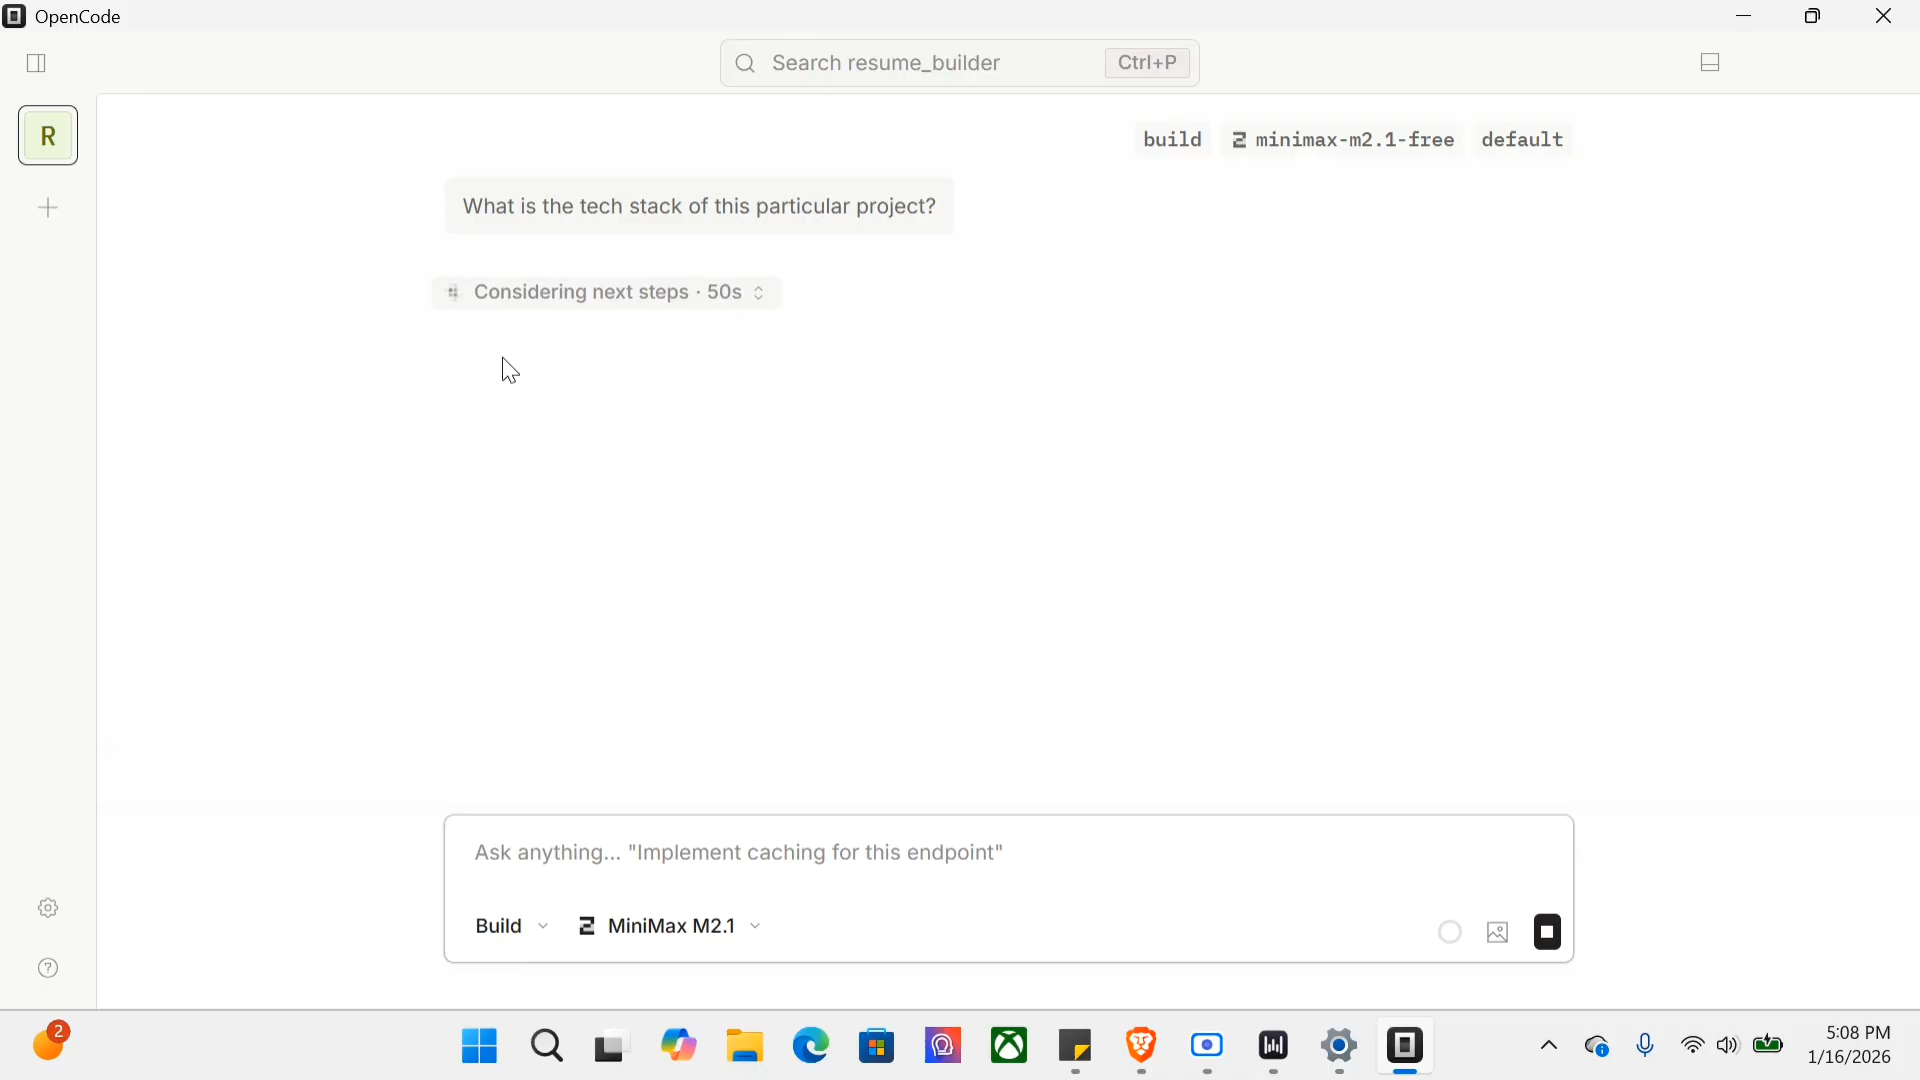 OpenCode
Search resume_builder
Ctrl+P
R
build
minimax-m2.1-free
default
What is the tech stack of this particular project?
Considering next steps · 50s
Ask anything... "Implement caching for this endpoint"
Build
MiniMax M2.1
2
5:08 PM
1/16/2026